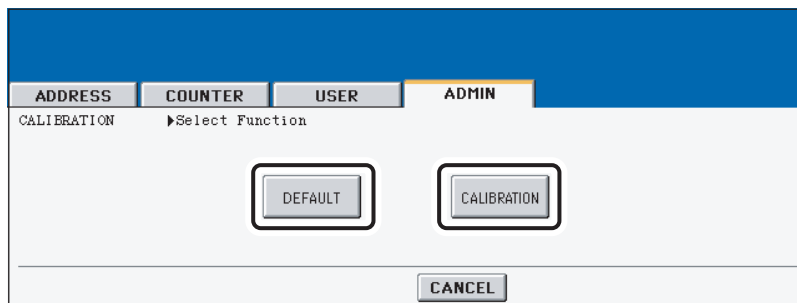 ADDRESS COUNTER USER ADMIN
CALIBRATION ▶Select Function
DEFAULT CALIBRATION
CANCEL